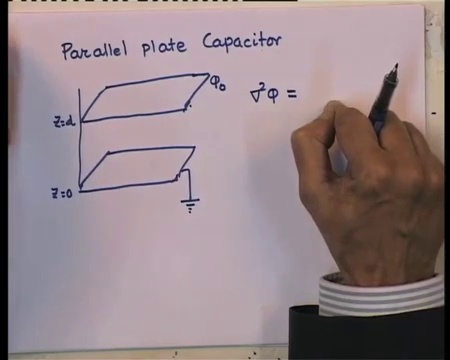 Parallel plate Capacitor
φ₀
∇²φ =
z=d
z=0